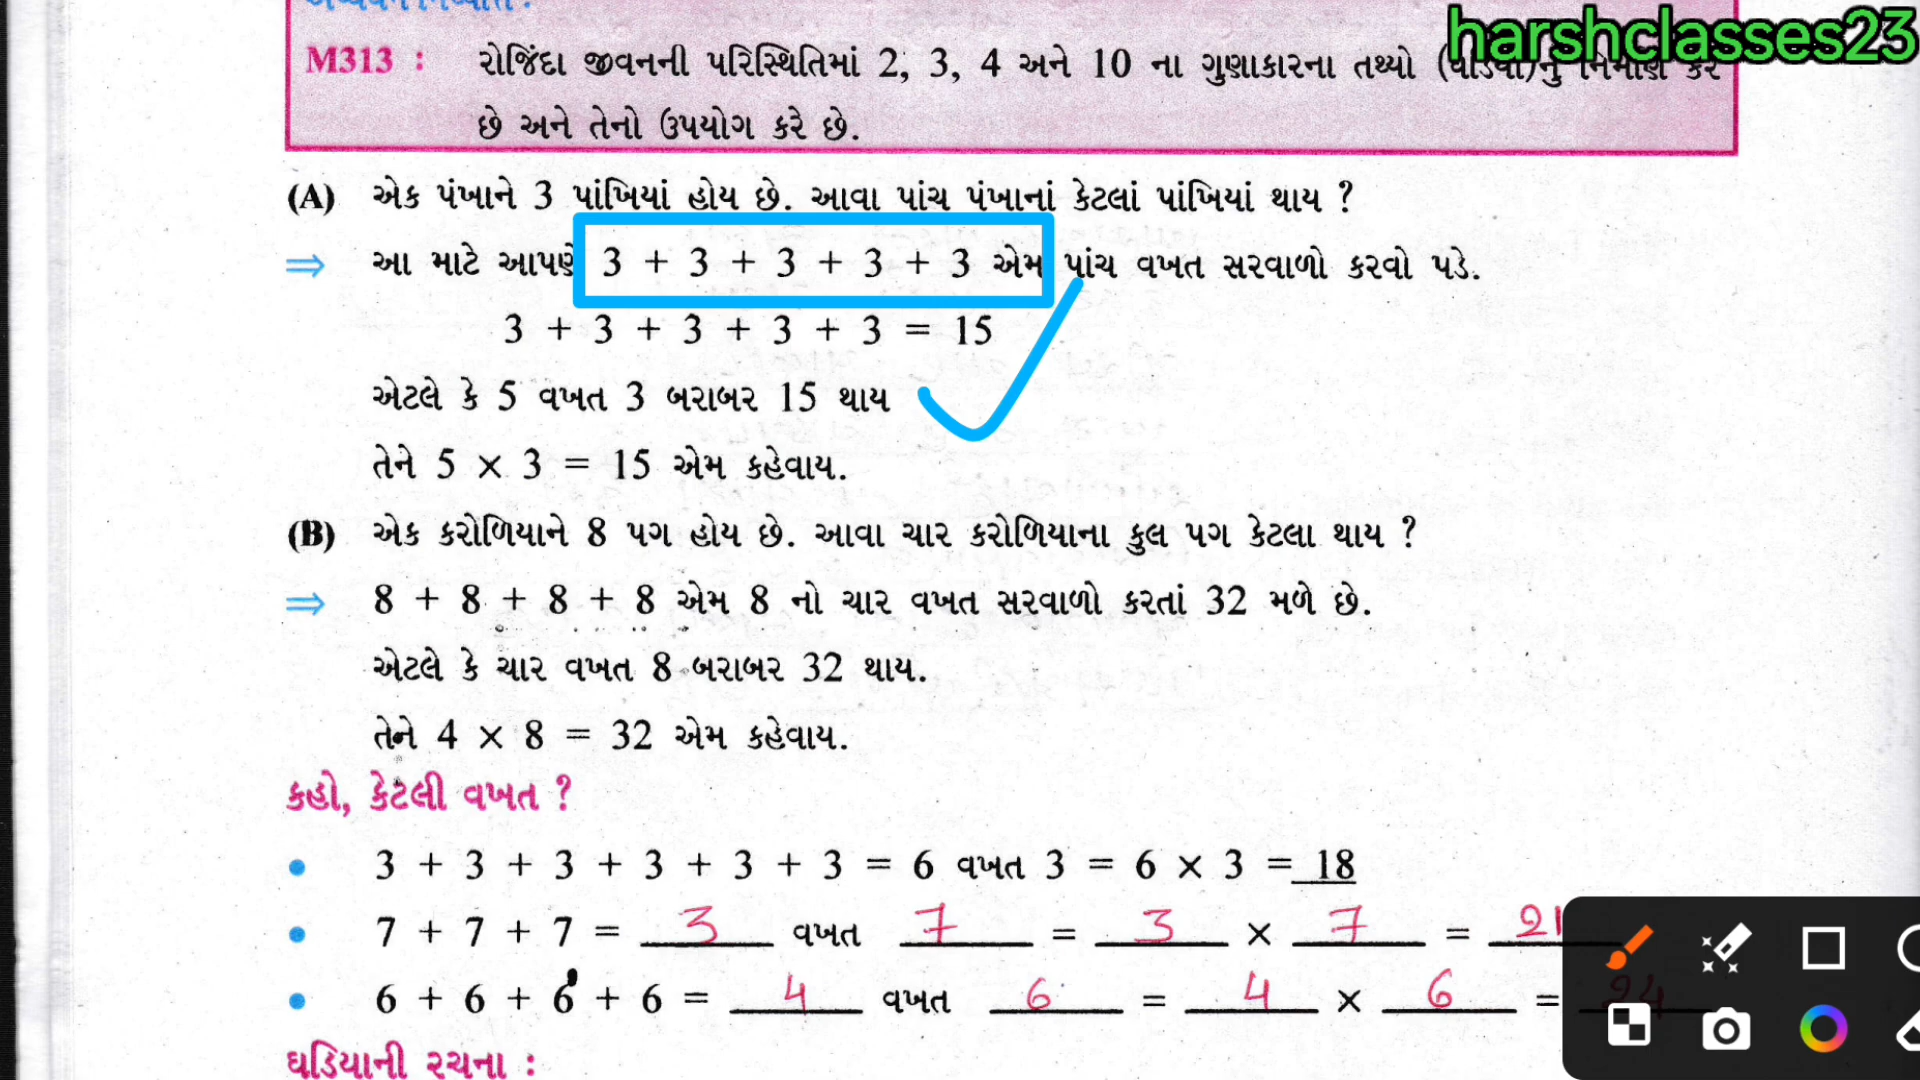 harshclasses23
M313 : રોજિંદા જીવનની પરિસ્થિતિમાં 2, 3, 4 અને 10 ના ગુણાકારના તથ્યો
છે અને તેનો ઉપયોગ કરે છે.
(A) એક પંખાને 3 પાંખિયાં હોય છે. આવા પાંચ પંખાનાં કેટલાં પાંખિયાં થાય ?
⇒ આ માટે આપણે 3 + 3 + 3 + 3 + 3 એમ પાંચ વખત સરવાળો કરવો પડે.
3 + 3 + 3 + 3 + 3 = 15
એટલે કે 5 વખત 3 બરાબર 15 થાય
તેને 5 × 3 = 15 એમ કહેવાય.
(B) એક કરોળિયાને 8 પગ હોય છે. આવા ચાર કરોળિયાના કુલ પગ કેટલા થાય ?
⇒ 8 + 8 + 8 + 8 એમ 8 નો ચાર વખત સરવાળો કરતાં 32 મળે છે.
એટલે કે ચાર વખત 8 બરાબર 32 થાય.
તેને 4 × 8 = 32 એમ કહેવાય.
કહો, કેટલી વખત ?
• 3 + 3 + 3 + 3 + 3 + 3 = 6 વખત 3 = 6 × 3 = 18
• 7 + 7 + 7 = 3 વખત 7 = 3 × 7 = 21
• 6 + 6 + 6 + 6 = 4 વખત 6 = 4 × 6 = 24
ઘડિયાની રચના :